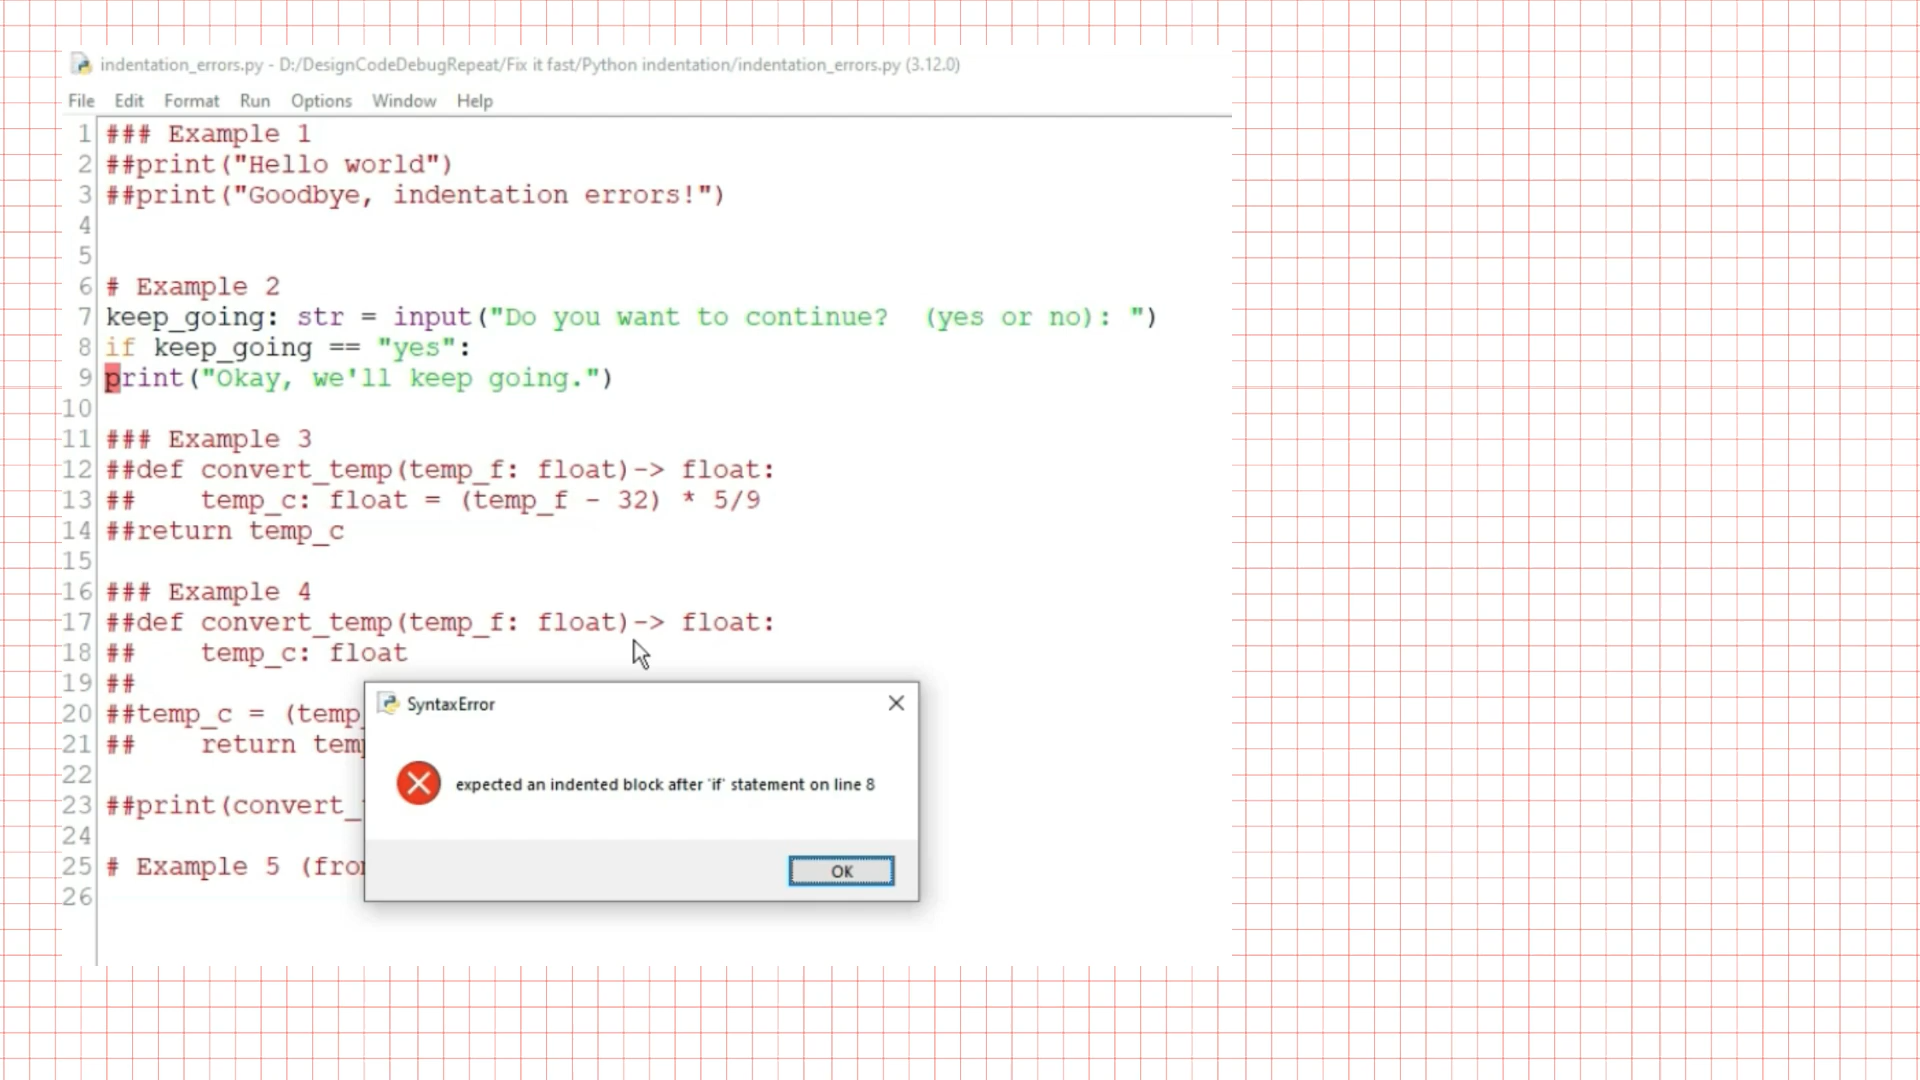 indentation_errors.py - D:/DesignCodeDebugRepeat/Fix it fast/Python indentation/indentation_errors.py (3.12.0)
File Edit Format Run Options Window Help
1 ### Example 1
2 ##print("Hello world")
3 ##print("Goodbye, indentation errors!")
4
5
6 # Example 2
7 keep_going: str = input("Do you want to continue?  (yes or no): ")
8 if keep_going == "yes":
9 print("Okay, we'll keep going.")
10
11 ### Example 3
12 ##def convert_temp(temp_f: float)-> float:
13 ##    temp_c: float = (temp_f - 32) * 5/9
14 ##return temp_c
15
16 ### Example 4
17 ##def convert_temp(temp_f: float)-> float:
18 ##    temp_c: float
19 ##
20 ##temp_c = (temp_
21 ##    return temp
22
23 ##print(convert_
24
25 # Example 5 (from
26
SyntaxError
expected an indented block after 'if' statement on line 8
OK